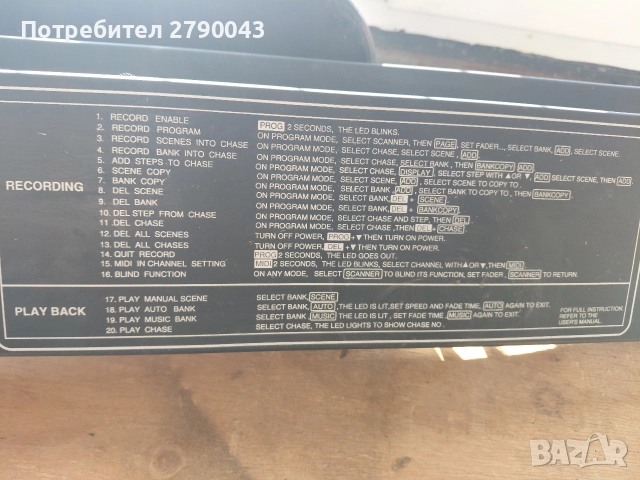 Потребител 2790043
RECORDING
1. RECORD ENABLE [PROG] 2 SECONDS, THE LED BLINKS.
2. RECORD PROGRAM ON PROGRAM MODE, SELECT SCANNER, THEN [PAGE], SET FADER..., SELECT BANK, [ADD], SELECT SCENE.
3. RECORD SCENES INTO CHASE ON PROGRAM MODE, SELECT CHASE, SELECT SCENE, [ADD].
4. RECORD BANK INTO CHASE ON PROGRAM MODE, SELECT CHASE, SELECT BANK, THEN [BANKCOPY] [ADD].
5. ADD STEPS TO CHASE ON PROGRAM MODE, SELECT CHASE, [DISPLAY], SELECT STEP WITH ▲OR ▼, [ADD] SELECT SCENE, THEN [ADD].
6. SCENE COPY ON PROGRAM MODE, SELECT SCENE, [ADD], SELECT SCENE TO COPY TO.
7. BANK COPY ON PROGRAM MODE, SELECT BANK, [ADD], SELECT BANK TO COPY TO, THEN [BANKCOPY].
8. DEL SCENE ON PROGRAM MODE, SELECT BANK, [DEL] + [SCENE].
9. DEL BANK ON PROGRAM MODE, SELECT BANK, [DEL] + [BANKCOPY].
10. DEL STEP FROM CHASE ON PROGRAM MODE, SELECT CHASE AND STEP, THEN [DEL].
11. DEL CHASE ON PROGRAM MODE, SELECT CHASE, THEN [DEL]+[CHASE].
12. DEL ALL SCENES TURN OFF POWER, [PROG]+▼THEN TURN ON POWER.
13. DEL ALL CHASES TURN OFF POWER, [DEL] +▼THEN TURN ON POWER.
14. QUIT RECORD [PROG]2 SECONDS, THE LED GOES OUT.
15. MIDI IN CHANNEL SETTING [MIDI]2 SECONDS, THE LED BLINKS, SELECT CHANNEL WITH▲OR▼,THEN[MIDI].
16. BLIND FUNCTION ON ANY MODE, SELECT [SCANNER] TO BLIND ITS FUNCTION, SET FADER, [SCANNER] TO RETURN.
PLAY BACK
17. PLAY MANUAL SCENE SELECT BANK,[SCENE]
18. PLAY AUTO BANK SELECT BANK, [AUTO],THE LED IS LIT,SET SPEED AND FADE TIME, [AUTO] AGAIN TO EXIT.
19. PLAY MUSIC BANK SELECT BANK, [MUSIC],THE LED IS LIT, SET FADE TIME, [MUSIC] AGAIN TO EXIT.
20. PLAY CHASE SELECT CHASE, THE LED LIGHTS TO SHOW CHASE NO.
FOR FULL INSTRUCTION
REFER TO THE
USER'S MANUAL.
BAZAR